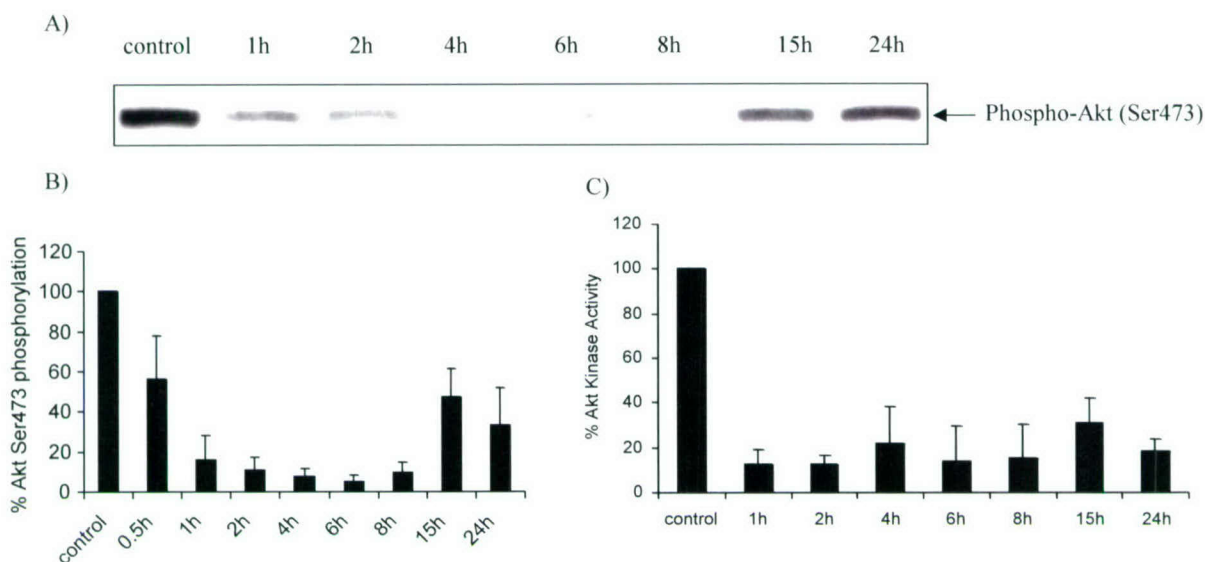 A)
control 1h 2h 4h 6h 8h 15h 24h
Phospho-Akt (Ser473)
B)
% Akt Ser473 phosphorylation
120
100
80
60
40
20
0
control 0.5h 1h 2h 4h 6h 8h 15h 24h
C)
% Akt Kinase Activity
120
100
80
60
40
20
0
control 1h 2h 4h 6h 8h 15h 24h